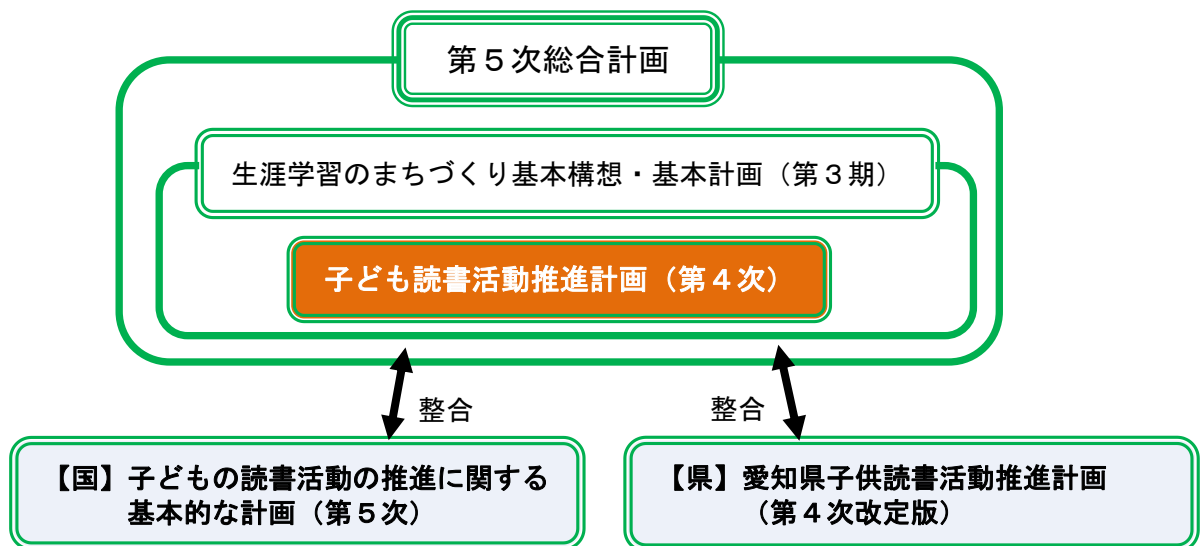 第５次総合計画
生涯学習のまちづくり基本構想・基本計画（第３期）
子ども読書活動推進計画（第４次）
整合
整合
【国】子どもの読書活動の推進に関する
基本的な計画（第５次）
【県】愛知県子供読書活動推進計画
（第４次改定版）